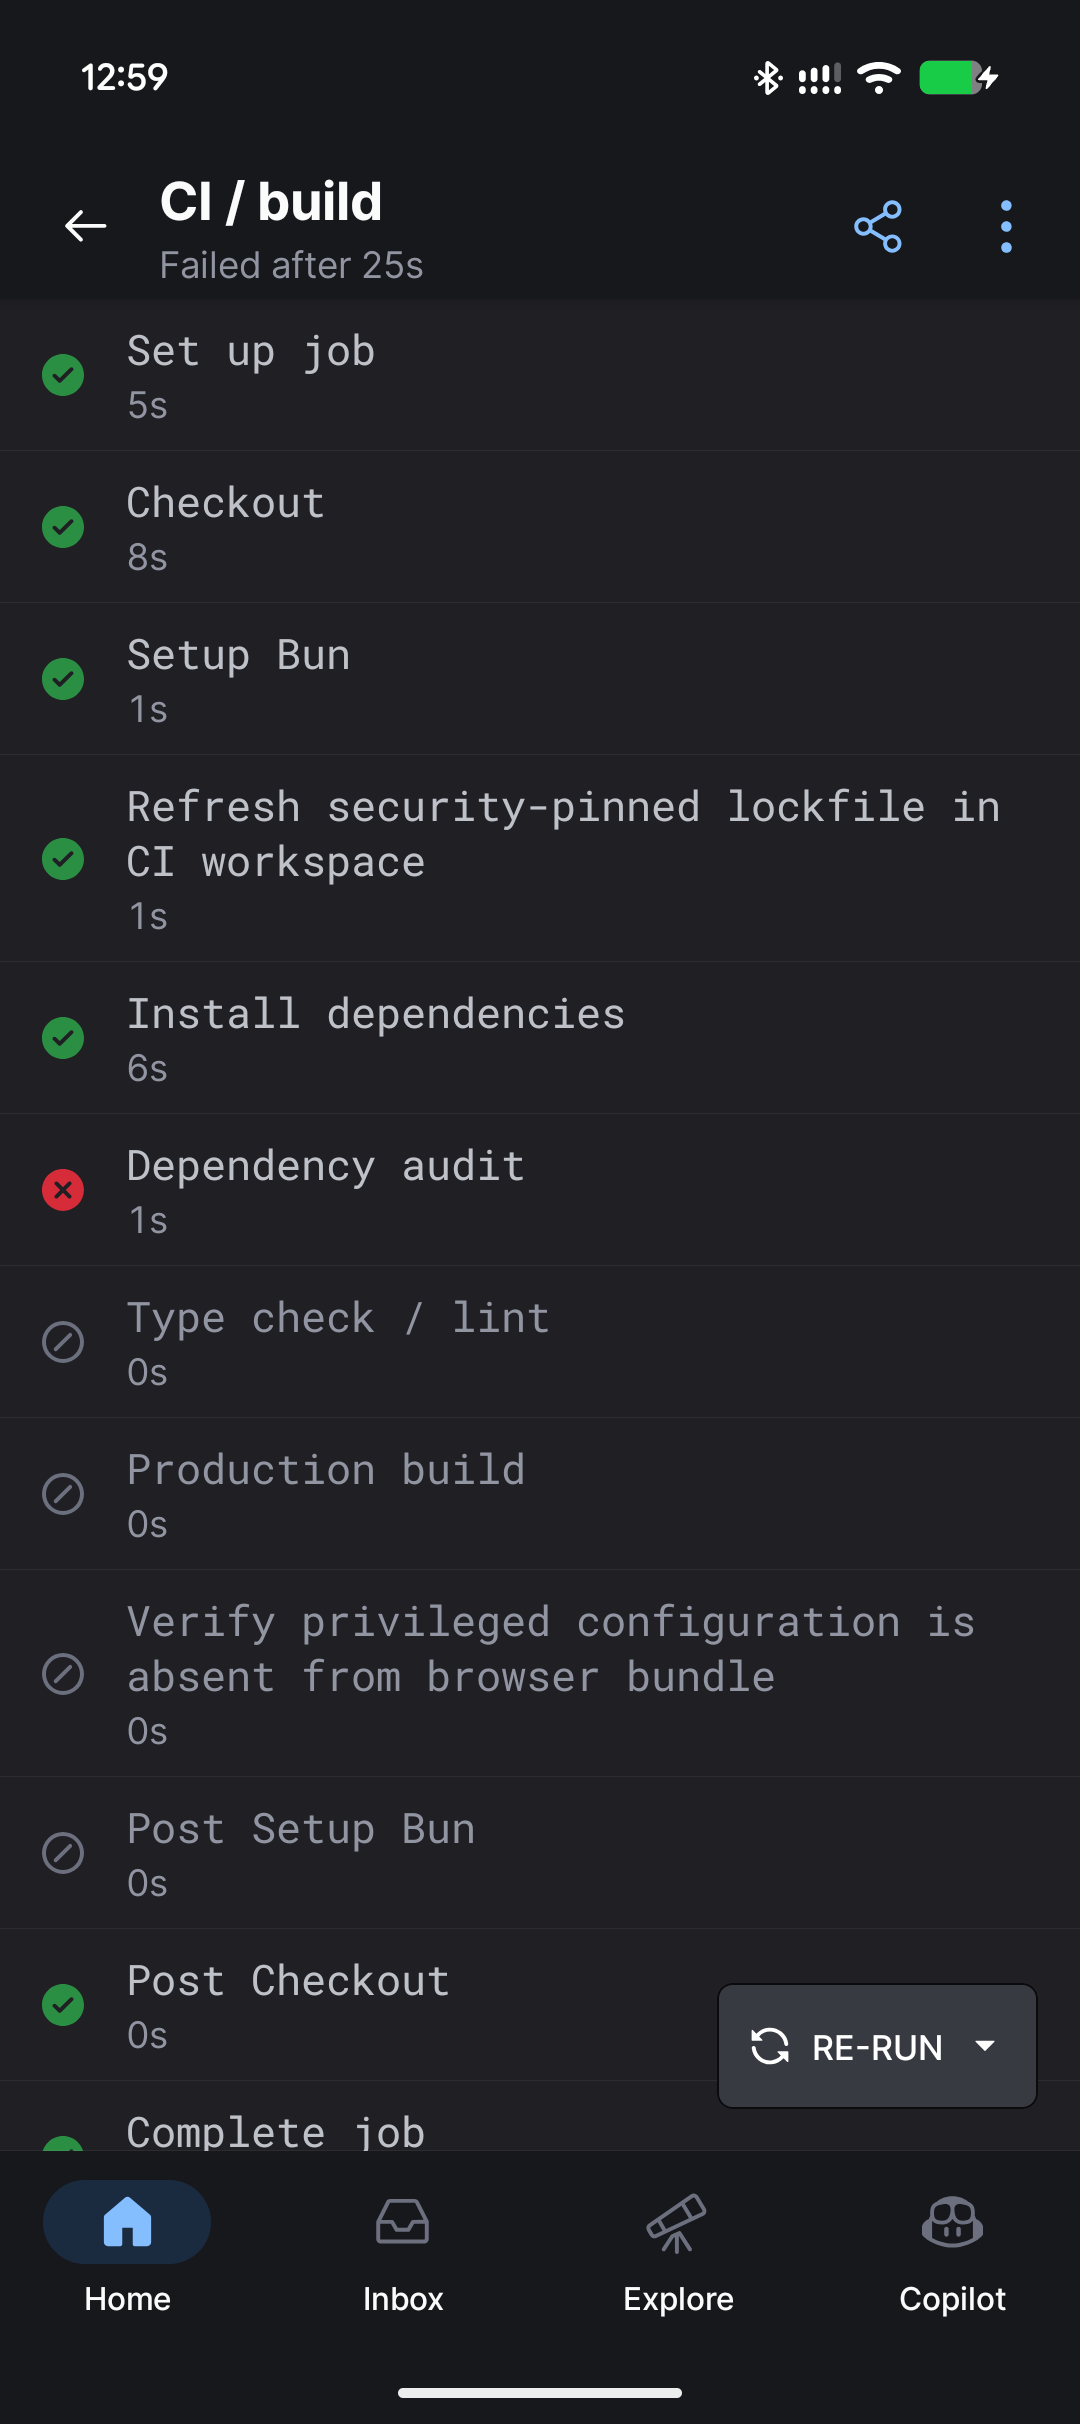 12:59
CI / build
Failed after 25s
Set up job
5s
Checkout
8s
Setup Bun
1s
Refresh security-pinned lockfile in
CI workspace
1s
Install dependencies
6s
Dependency audit
1s
Type check / lint
0s
Production build
0s
Verify privileged configuration is
absent from browser bundle
0s
Post Setup Bun
0s
Post Checkout
0s
RE-RUN
Complete job
Home
Inbox
Explore
Copilot